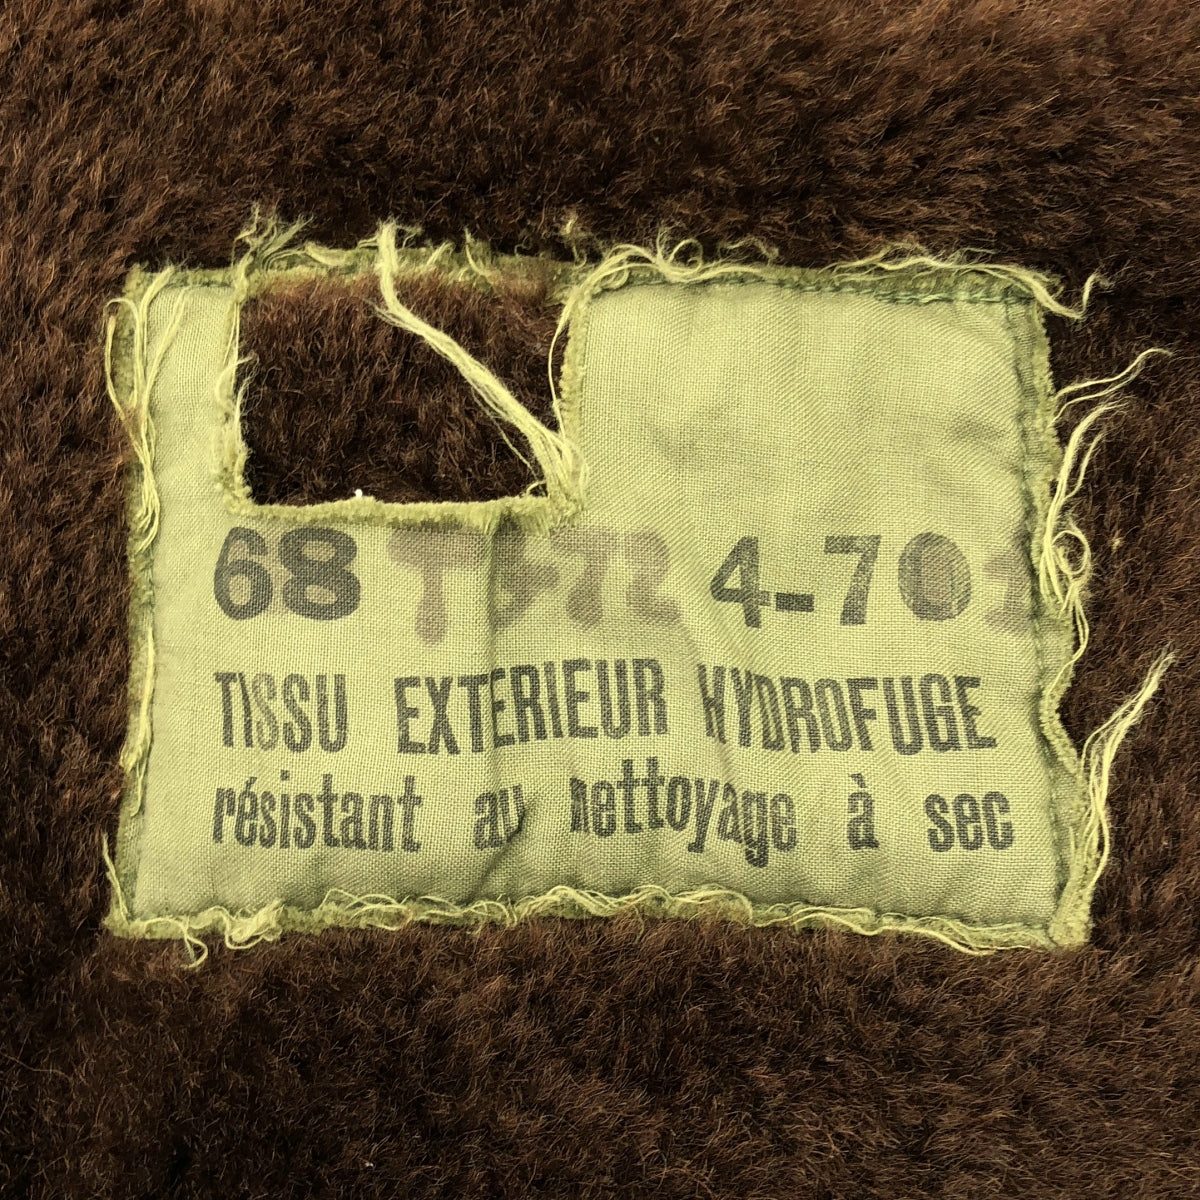 68 4-70
TISSU EXTERIEUR HYDROFUGE
résistant au nettoyage à sec